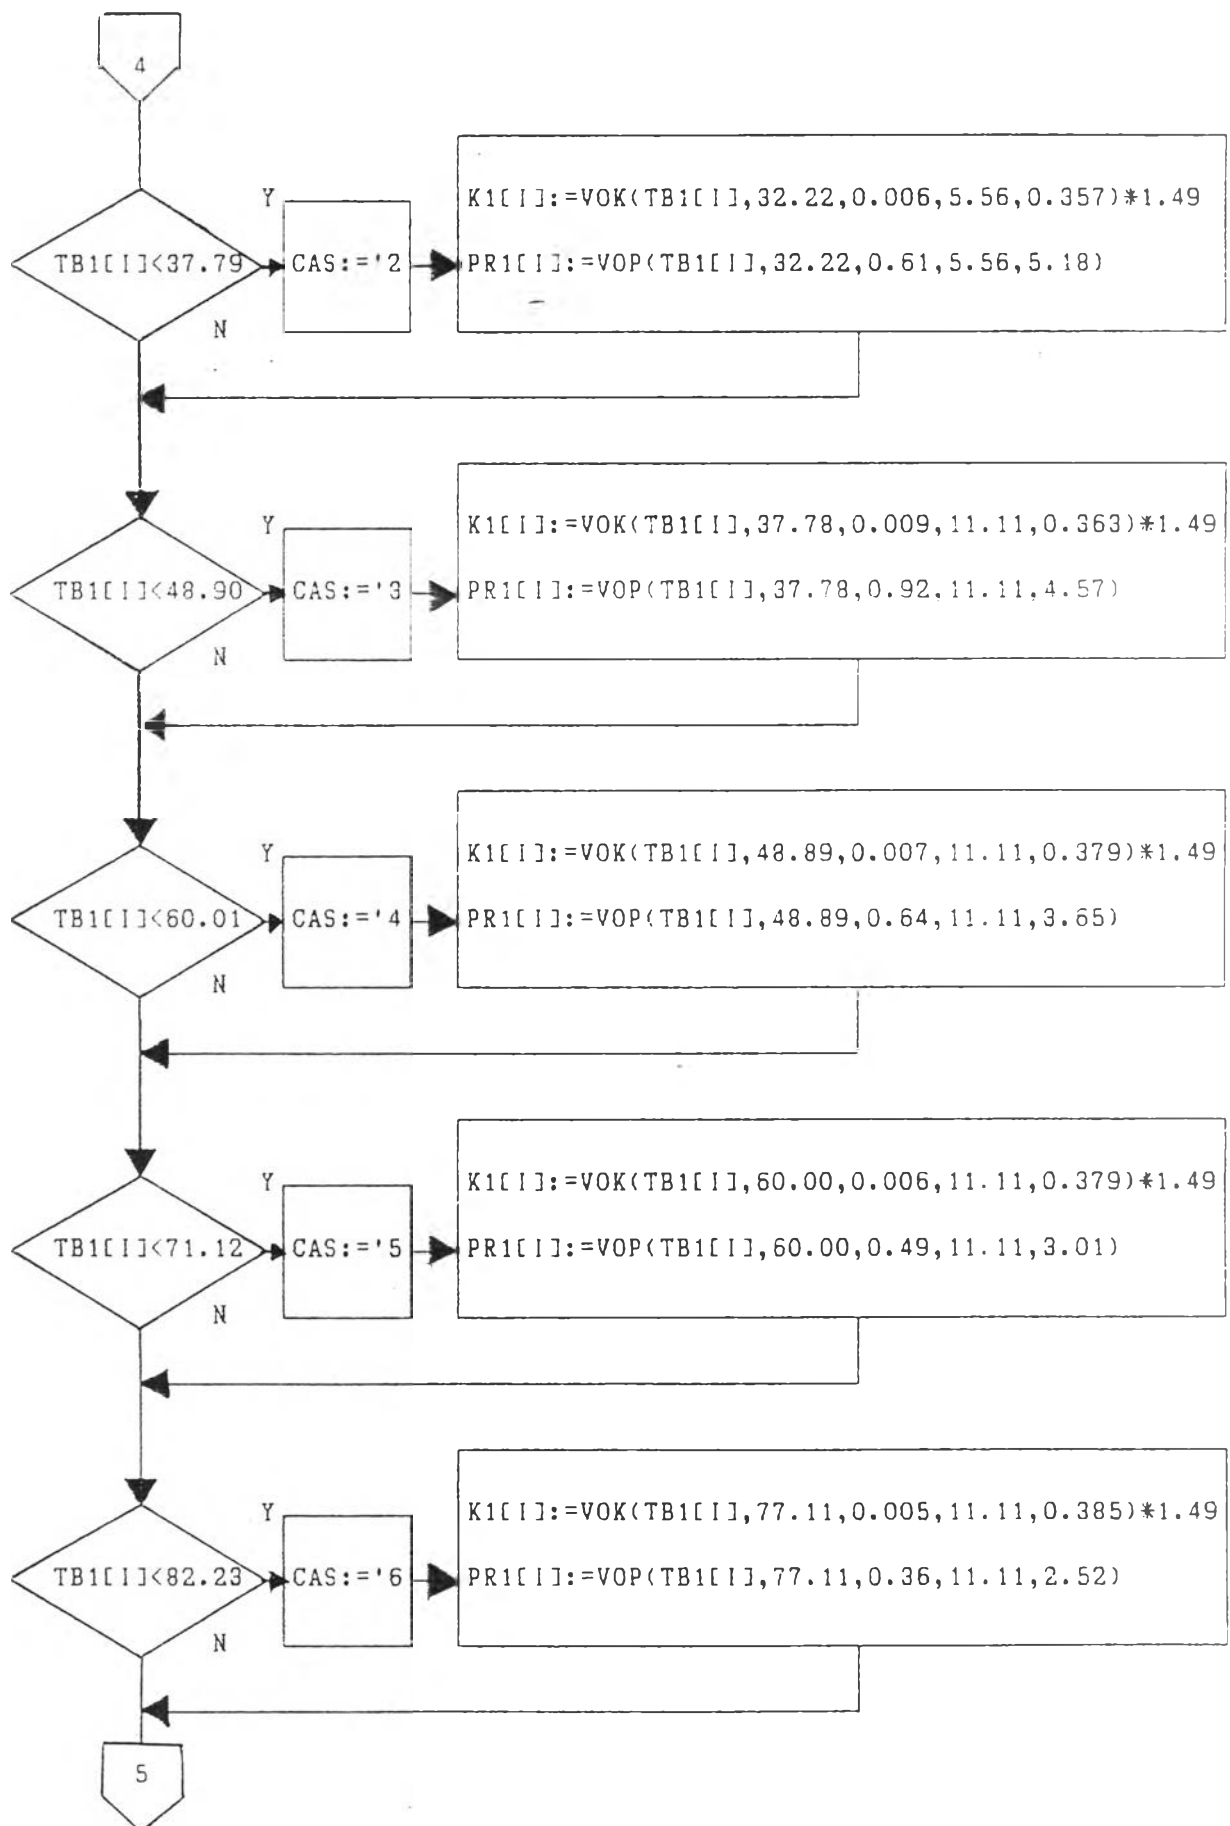 4
Y
K1[I]:=VOK(TB1[I],32.22,0.006,5.56,0.357)*1.49
TB1[I]<37.79
CAS:='2
PR1[I]:=VOP(TB1[I],32.22,0.61,5.56,5.18)
N
Y
K1[I]:=VOK(TB1[I],37.78,0.009,11.11,0.363)*1.49
TB1[I]<48.90
CAS:='3
PR1[I]:=VOP(TB1[I],37.78,0.92,11.11,4.57)
N
Y
K1[I]:=VOK(TB1[I],48.89,0.007,11.11,0.379)*1.49
TB1[I]<60.01
CAS:='4
PR1[I]:=VOP(TB1[I],48.89,0.64,11.11,3.65)
N
Y
K1[I]:=VOK(TB1[I],60.00,0.006,11.11,0.379)*1.49
TB1[I]<71.12
CAS:='5
PR1[I]:=VOP(TB1[I],60.00,0.49,11.11,3.01)
N
Y
K1[I]:=VOK(TB1[I],77.11,0.005,11.11,0.385)*1.49
TB1[I]<82.23
CAS:='6
PR1[I]:=VOP(TB1[I],77.11,0.36,11.11,2.52)
N
5